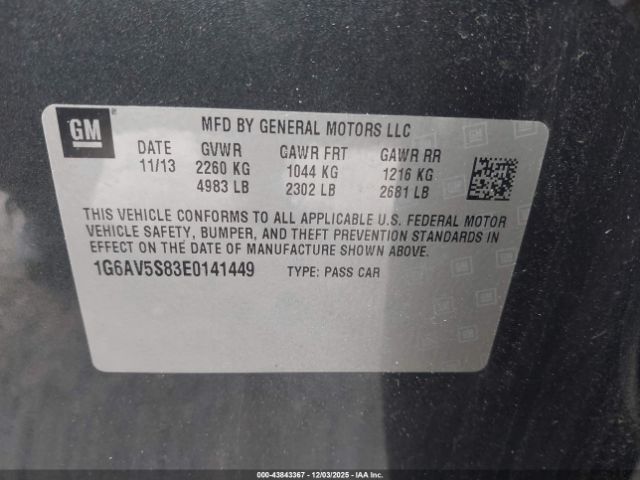 GM
MFD BY GENERAL MOTORS LLC
DATE GVWR GAWR FRT GAWR RR
11/13 2260 KG 1044 KG 1216 KG
4983 LB 2302 LB 2681 LB
THIS VEHICLE CONFORMS TO ALL APPLICABLE U.S. FEDERAL MOTOR
VEHICLE SAFETY, BUMPER, AND THEFT PREVENTION STANDARDS IN
EFFECT ON THE DATE OF MANUFACTURE SHOWN ABOVE.
1G6AV5S83E0141449 TYPE: PASS CAR
000-43843367 - 12/03/2025 - IAA Inc.